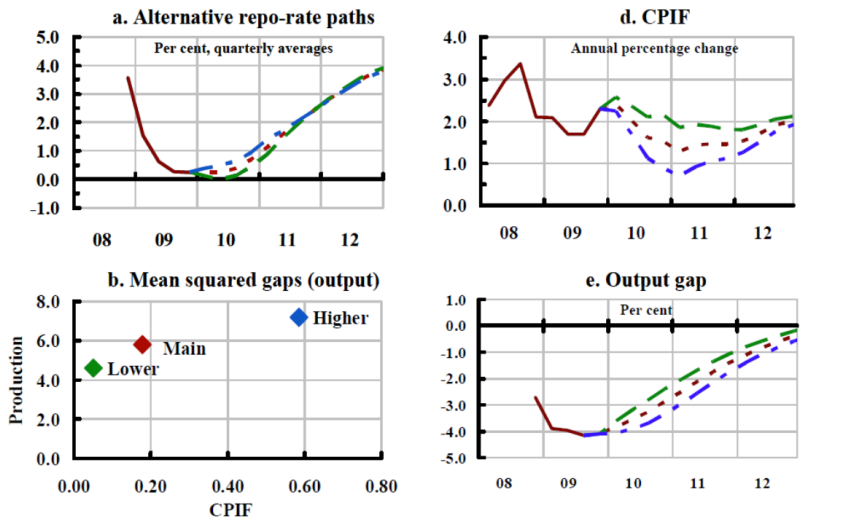 a. Alternative repo-rate paths
Per cent, quarterly averages
5.0
4.0
3.0
2.0
1.0
0.0
-1.0
08 09 10 11 12
d. CPIF
Annual percentage change
4.0
3.0
2.0
1.0
0.0
08 09 10 11 12
b. Mean squared gaps (output)
8.0
6.0
4.0
2.0
0.0
Production
Higher
Main
Lower
0.00 0.20 0.40 0.60 0.80
CPIF
e. Output gap
Per cent
1.0
0.0
-1.0
-2.0
-3.0
-4.0
-5.0
08 09 10 11 12